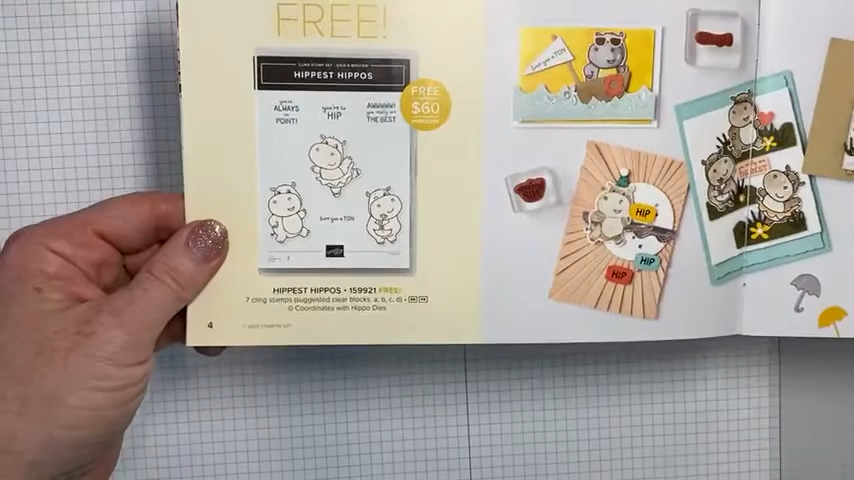 FREE!
HIPPEST HIPPOS
you're
ALWAYS
on
POINT!
you're be
HIP
AWWWW
you really are
THE BEST!
FREE
$60
love you a TON
HIPPEST HIPPOS • 159921 FREE!
7 cling stamps (suggested clear blocks: a, b, c, d) •
Coordinates with Hippo Dies
4
love you a TON
HIP
HIP
HIP
BEST